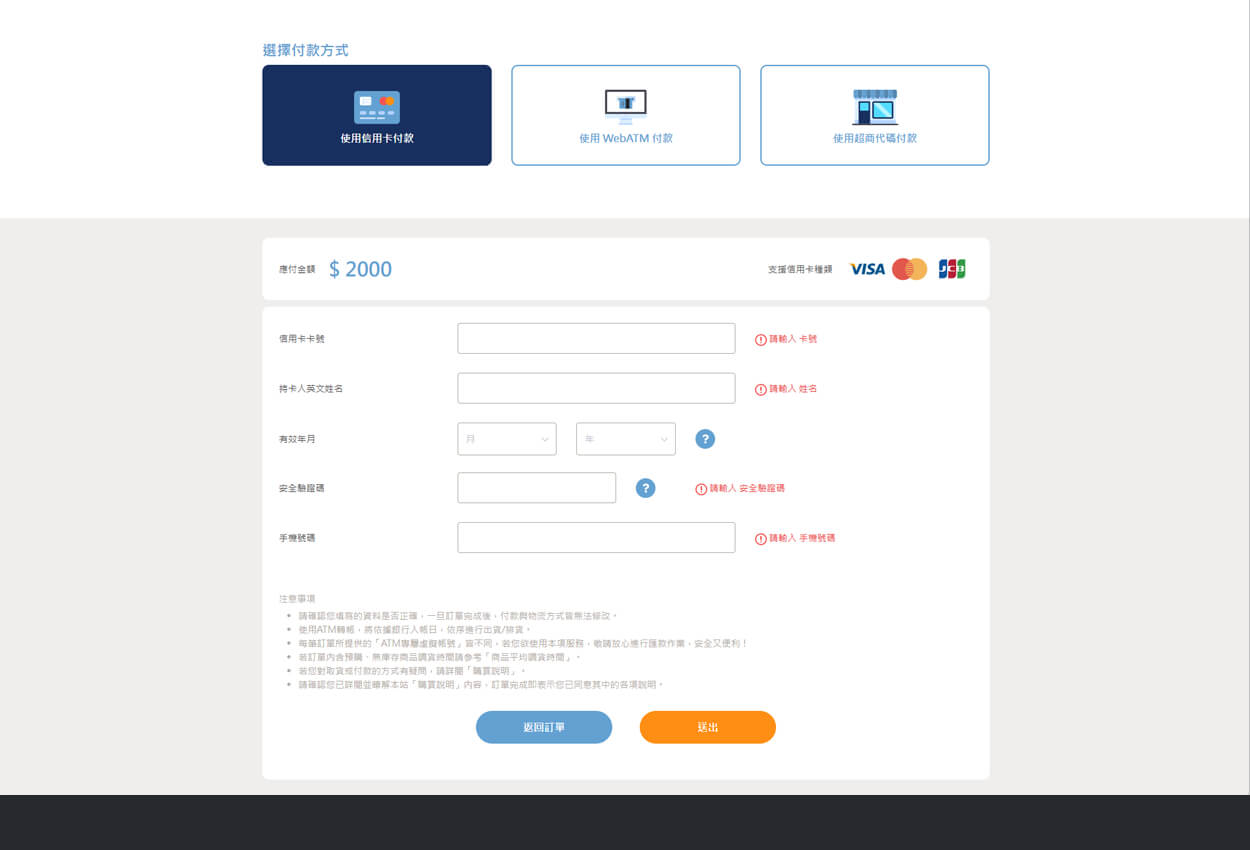 選擇付款方式
使用信用卡付款
使用 WebATM 付款
使用超商代碼付款
應付金額 $ 2000 支援信用卡種類 VISA JCB
信用卡卡號 請輸入 卡號
持卡人英文姓名 請輸入 姓名
有效年月 月 年 ?
安全驗證碼 ? 請輸入 安全驗證碼
手機號碼 請輸入 手機號碼
注意事項
• 請確認您填寫的資料是否正確，一旦訂單完成後，付款與物流方式皆無法修改。
• 使用ATM轉帳，將依據銀行入帳日，依序進行出貨/排貨。
• 每筆訂單所提供的「ATM專屬虛擬帳號」皆不同，若您欲使用本項服務，敬請放心進行匯款作業，安全又便利！
• 若訂單內含預購、無庫存商品調貨時間請參考「商品平均調貨時間」。
• 若您對取貨或付款的方式有疑問，請詳閱「購買說明」。
• 請確認您已詳閱並瞭解本站「購買說明」內容，訂單完成即表示您已同意其中的各項說明。
返回訂單
送出